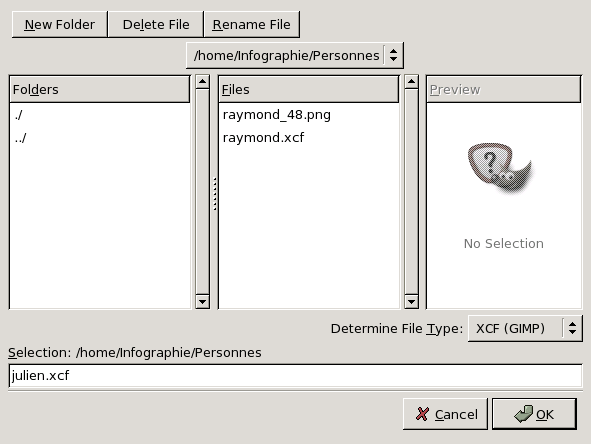 New Folder Delete File Rename File
/home/Infographie/Personnes
Folders Files Preview
./ raymond_48.png
../ raymond.xcf
?
No Selection
Determine File Type: XCF (GIMP)
Selection: /home/Infographie/Personnes
julien.xcf
Cancel OK